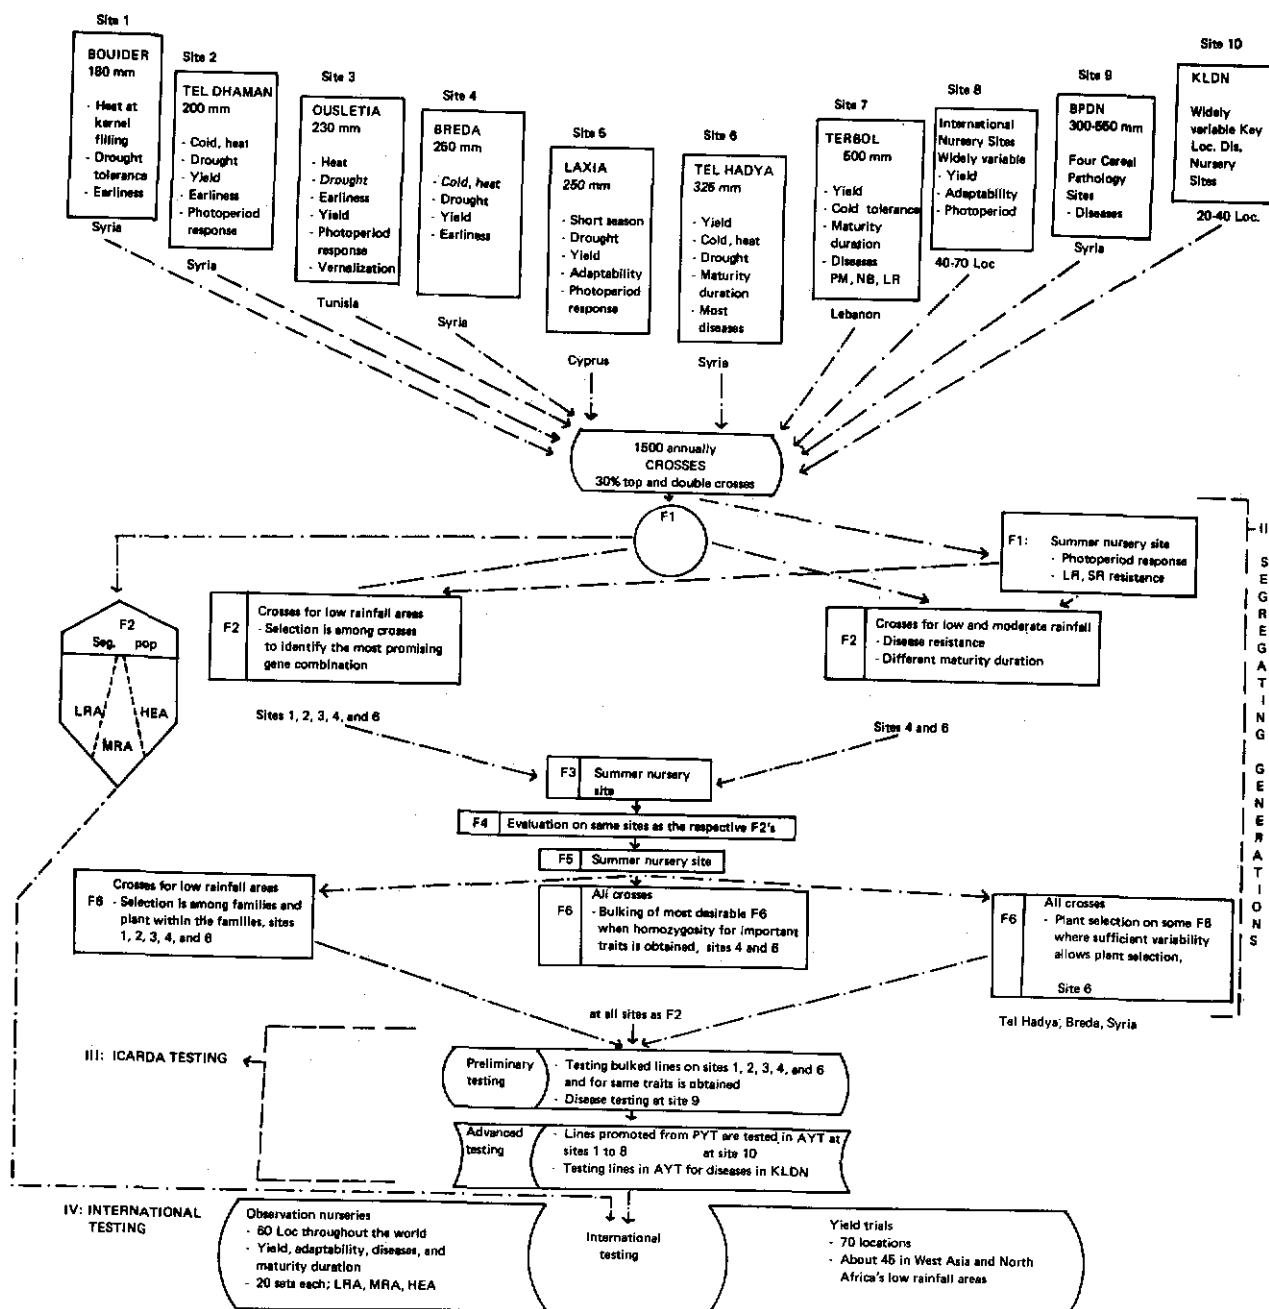 Site 1
BOUIDER
180 mm
- Heat at
kernel
filling
- Drought
tolerance
- Earliness
Syria
Site 2
TEL DHAMAN
200 mm
- Cold, heat
- Drought
- Yield
- Earliness
- Photoperiod
response
Syria
Site 3
OUSLETIA
230 mm
- Heat
- Drought
- Earliness
- Yield
- Photoperiod
response
- Vernalization
Tunisia
Site 4
BREDA
260 mm
- Cold, heat
- Drought
- Yield
- Earliness
Syria
Site 5
LAXIA
250 mm
- Short season
- Drought
- Yield
- Adaptability
- Photoperiod
response
Cyprus
Site 6
TEL HADYA
325 mm
- Yield
- Cold, heat
- Drought
- Maturity
duration
- Most
diseases
Syria
Site 7
TERBOL
500 mm
- Yield
- Cold tolerance
- Maturity
duration
- Diseases
PM, NB, LR
Lebanon
Site 8
International
Nursery Sites
Widely variable
- Yield
- Adaptability
- Photoperiod
40-70 Loc
Site 9
BPDN
300-550 mm
Four Cereal
Pathology
Sites
- Diseases
Syria
Site 10
KLDN
Widely
variable Key
Loc. Dis.
Nursery
Sites
20-40 Loc.
1500 annually
CROSSES
30% top and double crosses
F1
F1: Summer nursery site
- Photoperiod response
- LR, SR resistance
II SEGREGATING GENERATIONS
F2
Seg. pop
LRA
HEA
MRA
F2
Crosses for low rainfall areas
- Selection is among crosses
to identify the most promising
gene combination
F2
Crosses for low and moderate rainfall
- Disease resistance
- Different maturity duration
Sites 1, 2, 3, 4, and 6
Sites 4 and 6
F3 Summer nursery
site
F4 Evaluation on same sites as the respective F2's
F5 Summer nursery site
Crosses for low rainfall areas
F6 - Selection is among families and
plant within the families, sites
1, 2, 3, 4, and 6
All crosses
F6 - Bulking of most desirable F6
when homozygosity for important
traits is obtained, sites 4 and 6
All crosses
F6 - Plant selection on some F6
where sufficient variability
allows plant selection,
Site 6
Tel Hadya; Breda, Syria
at all sites as F2
III: ICARDA TESTING
Preliminary
testing
- Testing bulked lines on sites 1, 2, 3, 4, and 6
and for same traits is obtained
- Disease testing at site 9
Advanced
testing
- Lines promoted from PYT are tested in AYT at
sites 1 to 8 at site 10
- Testing lines in AYT for diseases in KLDN
IV: INTERNATIONAL
TESTING
Observation nurseries
- 60 Loc throughout the world
- Yield, adaptability, diseases, and
maturity duration
- 20 sets each; LRA, MRA, HEA
International
testing
Yield trials
- 70 locations
- About 45 in West Asia and North
Africa's low rainfall areas